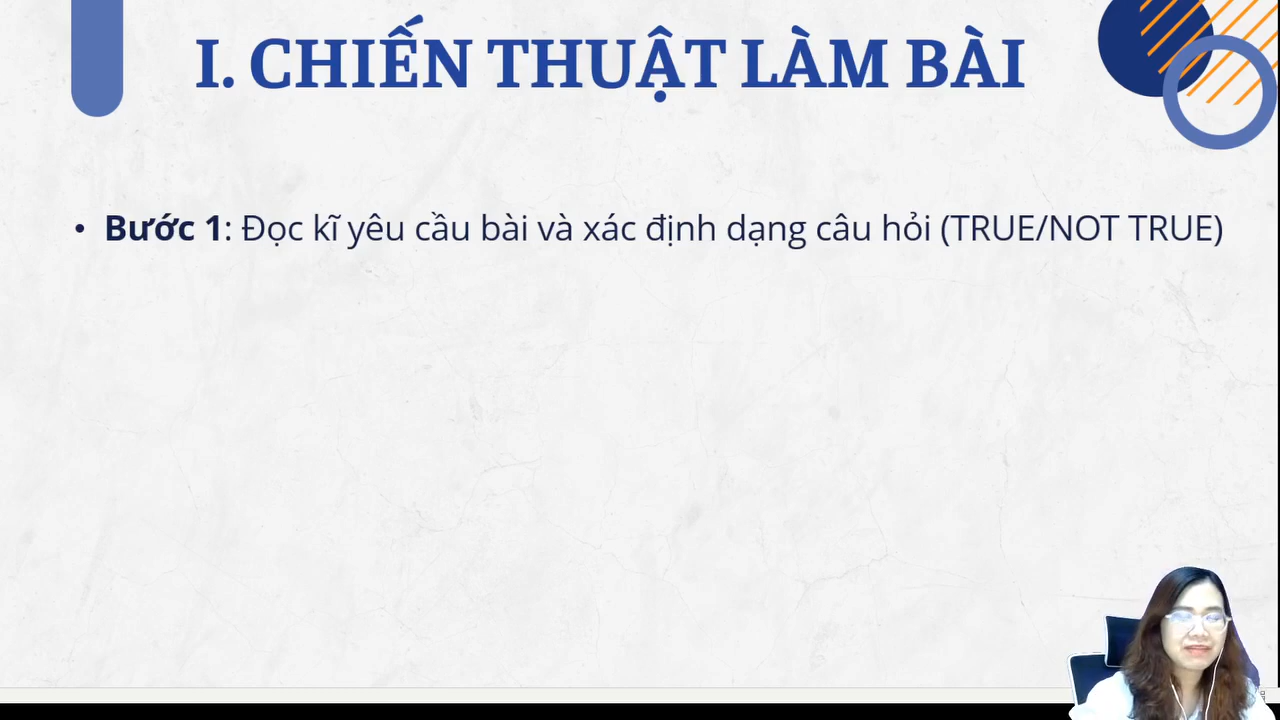 I. CHIẾN THUẬT LÀM BÀI
• Bước 1: Đọc kĩ yêu cầu bài và xác định dạng câu hỏi (TRUE/NOT TRUE)